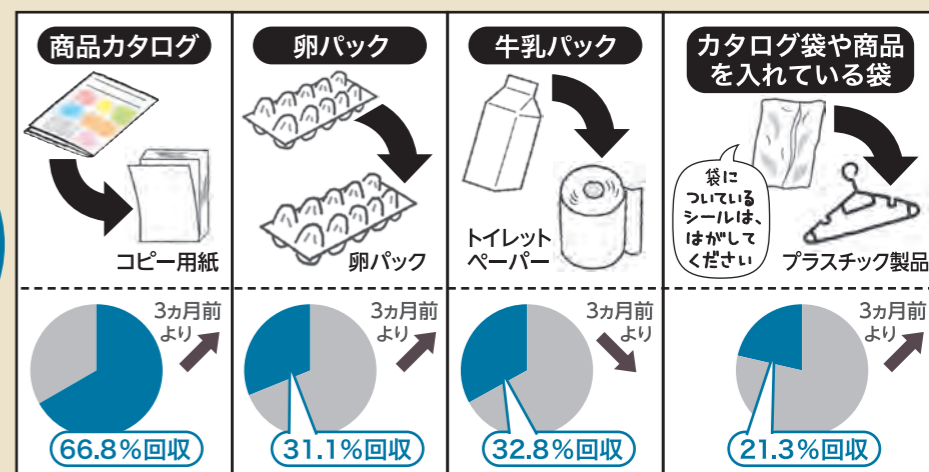 商品カタログ
コピー用紙
3ヵ月前
より
66.8%回収
卵パック
卵パック
3ヵ月前
より
31.1%回収
牛乳パック
トイレット
ペーパー
3ヵ月前
より
32.8%回収
カタログ袋や商品
を入れている袋
袋に
ついている
シールは、
はがして
ください
プラスチック製品
3ヵ月前
より
21.3%回収